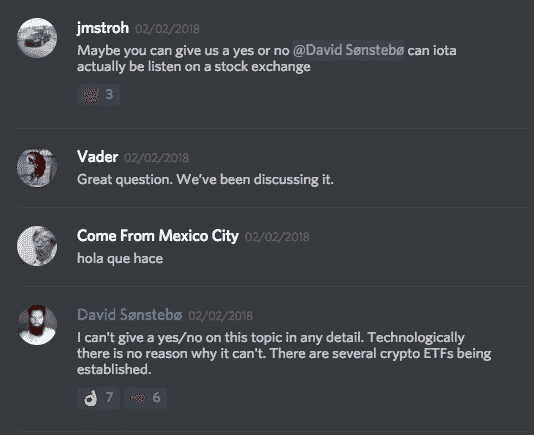 jmstroh 02/02/2018
Maybe you can give us a yes or no @David Sønstebø can iota
actually be listen on a stock exchange
3
Vader 02/02/2018
Great question. We've been discussing it.
Come From Mexico City 02/02/2018
hola que hace
David Sønstebø 02/02/2018
I can't give a yes/no on this topic in any detail. Technologically
there is no reason why it can't. There are several crypto ETFs being
established.
7 6